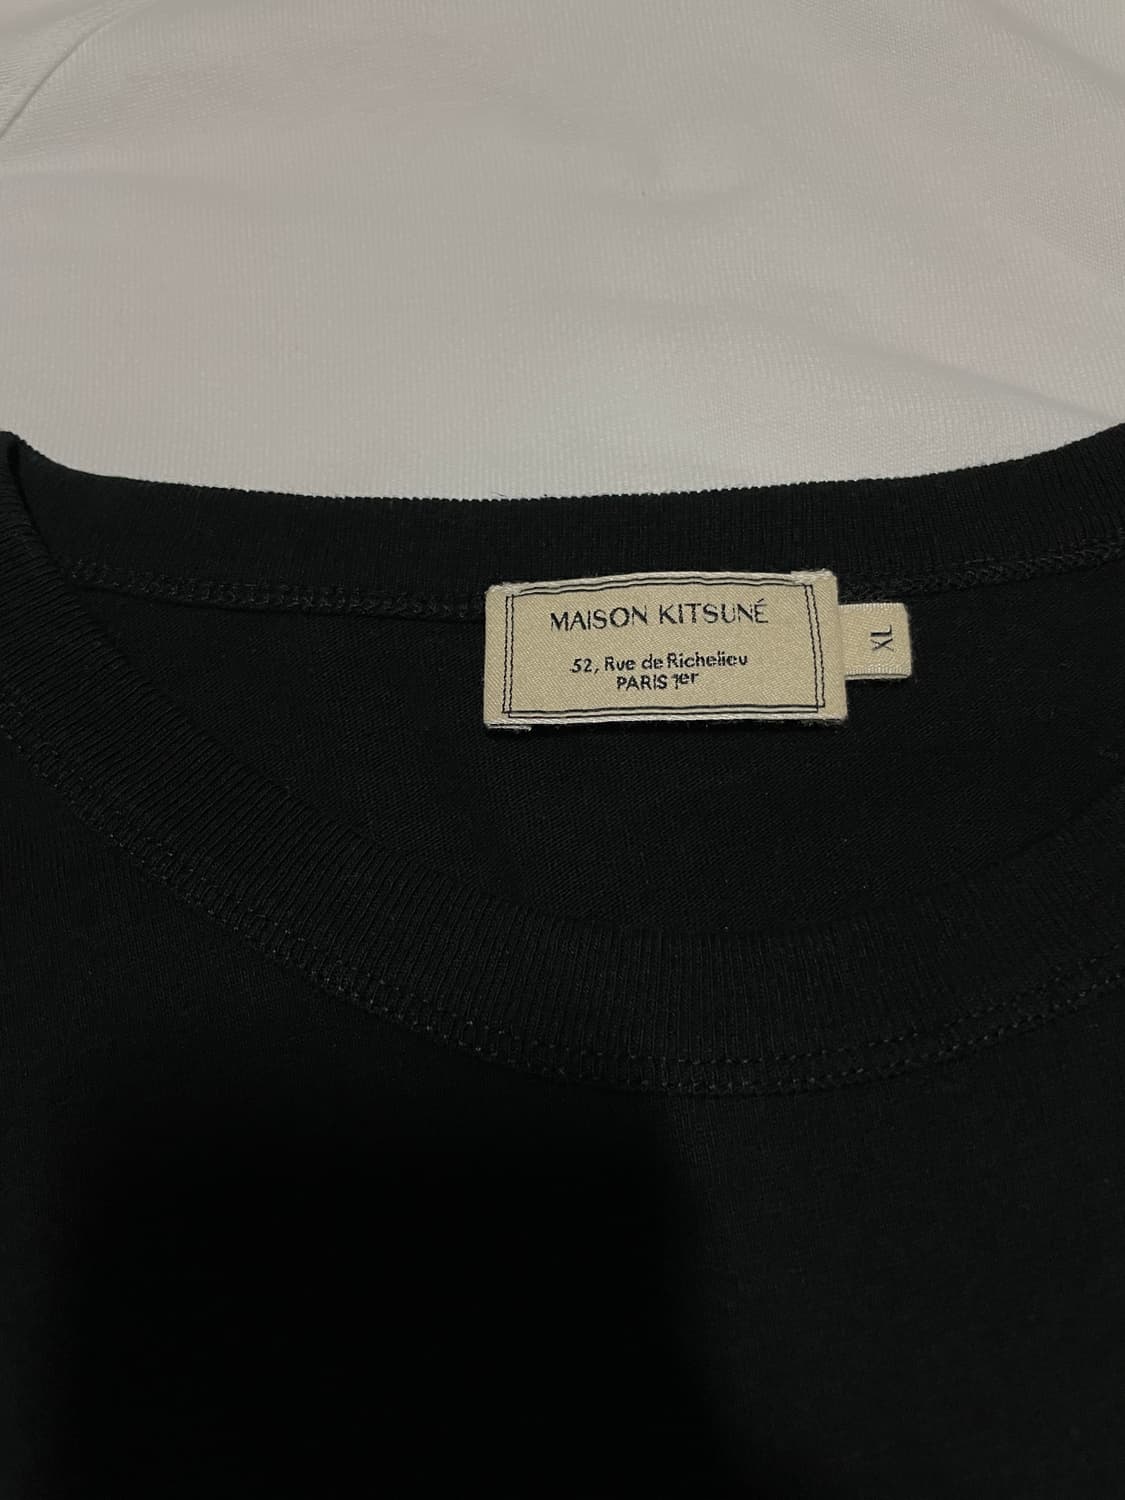 MAISON KITSUNÉ
52, Rue de Richelieu
PARIS 1er
XL